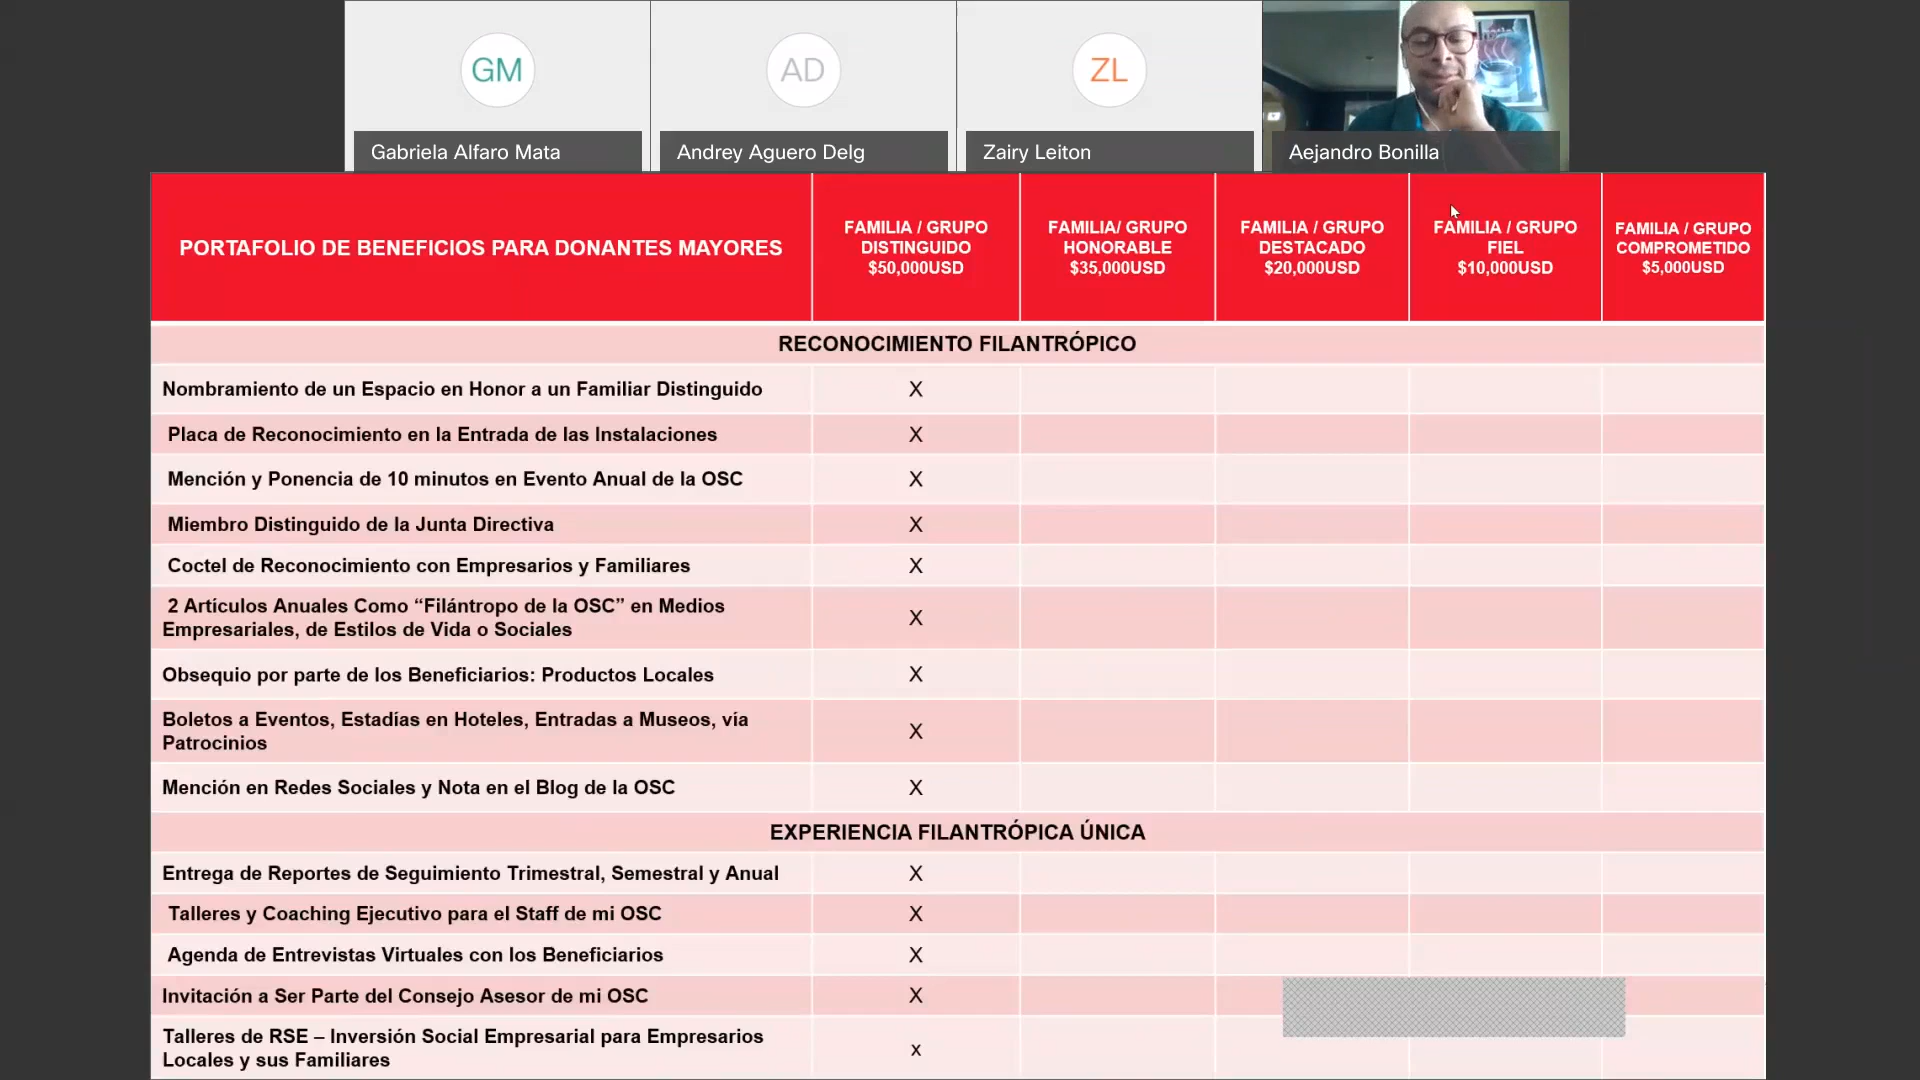 GM
AD
ZL
Gabriela Alfaro Mata
Andrey Aguero Delg
Zairy Leiton
Aejandro Bonilla
PORTAFOLIO DE BENEFICIOS PARA DONANTES MAYORES
FAMILIA / GRUPO
DISTINGUIDO
$50,000USD
FAMILIA/ GRUPO
HONORABLE
$35,000USD
FAMILIA / GRUPO
DESTACADO
$20,000USD
FAMILIA / GRUPO
FIEL
$10,000USD
FAMILIA / GRUPO
COMPROMETIDO
$5,000USD
RECONOCIMIENTO FILANTRÓPICO
Nombramiento de un Espacio en Honor a un Familiar Distinguido X
Placa de Reconocimiento en la Entrada de las Instalaciones X
Mención y Ponencia de 10 minutos en Evento Anual de la OSC X
Miembro Distinguido de la Junta Directiva X
Coctel de Reconocimiento con Empresarios y Familiares X
2 Artículos Anuales Como “Filántropo de la OSC” en Medios
Empresariales, de Estilos de Vida o Sociales X
Obsequio por parte de los Beneficiarios: Productos Locales X
Boletos a Eventos, Estadías en Hoteles, Entradas a Museos, vía
Patrocinios X
Mención en Redes Sociales y Nota en el Blog de la OSC X
EXPERIENCIA FILANTRÓPICA ÚNICA
Entrega de Reportes de Seguimiento Trimestral, Semestral y Anual X
Talleres y Coaching Ejecutivo para el Staff de mi OSC X
Agenda de Entrevistas Virtuales con los Beneficiarios X
Invitación a Ser Parte del Consejo Asesor de mi OSC X
Talleres de RSE – Inversión Social Empresarial para Empresarios
Locales y sus Familiares x